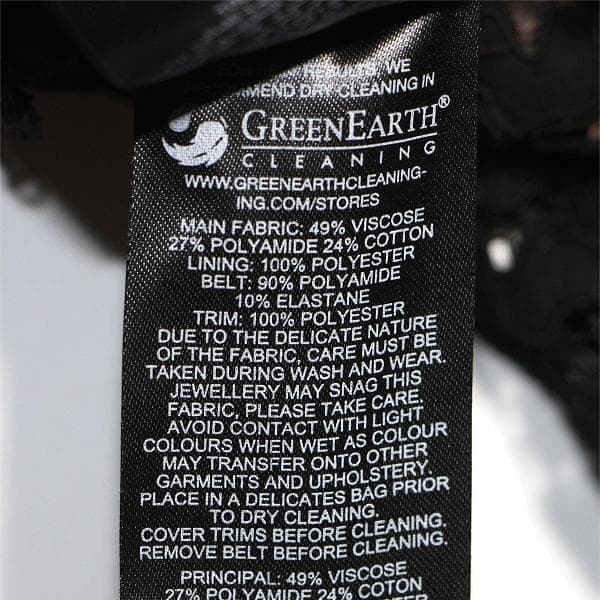 RESULTS, WE
RECOMMEND DRY CLEANING IN
GREENEARTH®
CLEANING
WWW.GREENEARTHCLEANING-
ING.COM/STORES
MAIN FABRIC: 49% VISCOSE
27% POLYAMIDE 24% COTTON
LINING: 100% POLYESTER
BELT: 90% POLYAMIDE
10% ELASTANE
TRIM: 100% POLYESTER
DUE TO THE DELICATE NATURE
OF THE FABRIC, CARE MUST BE
TAKEN DURING WASH AND WEAR.
JEWELLERY MAY SNAG THIS
FABRIC, PLEASE TAKE CARE.
AVOID CONTACT WITH LIGHT
COLOURS WHEN WET AS COLOUR
MAY TRANSFER ONTO OTHER
GARMENTS AND UPHOLSTERY.
PLACE IN A DELICATES BAG PRIOR
TO DRY CLEANING.
COVER TRIMS BEFORE CLEANING.
REMOVE BELT BEFORE CLEANING.
PRINCIPAL: 49% VISCOSE
27% POLYAMIDE 24% COTON